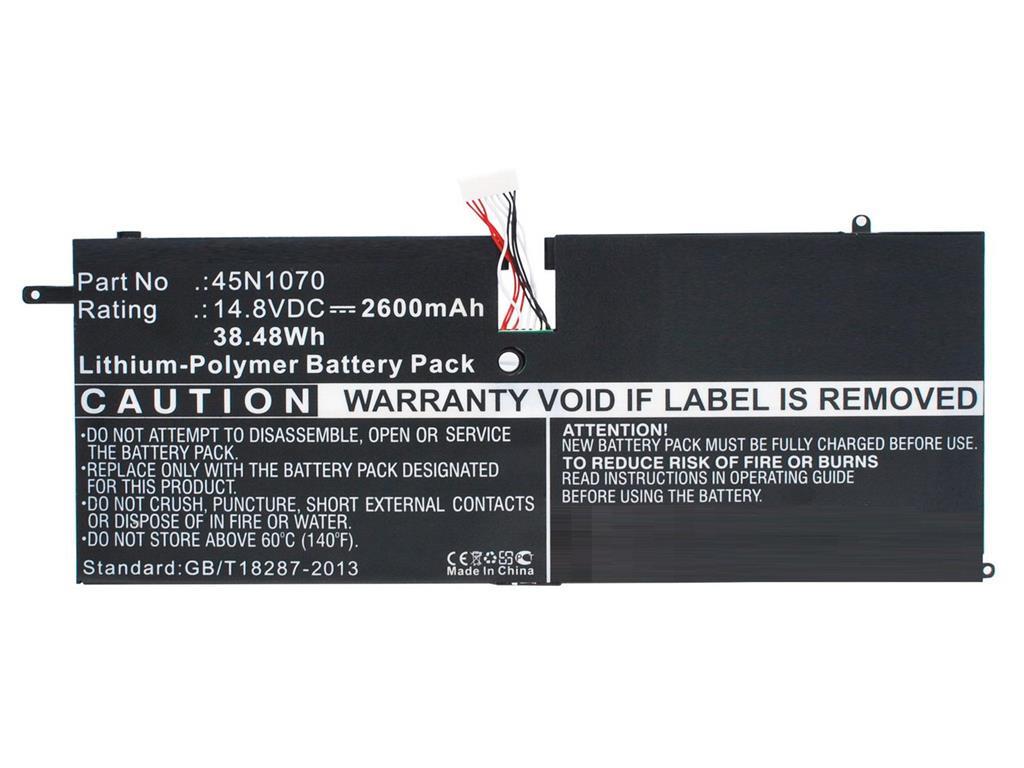 Part No .:45N1070
Rating .:14.8VDC⎓2600mAh
38.48Wh
Lithium-Polymer Battery Pack
CAUTION WARRANTY VOID IF LABEL IS REMOVED
•DO NOT ATTEMPT TO DISASSEMBLE, OPEN OR SERVICE
THE BATTERY PACK.
•REPLACE ONLY WITH THE BATTERY PACK DESIGNATED
FOR THIS PRODUCT.
•DO NOT CRUSH, PUNCTURE, SHORT EXTERNAL CONTACTS
OR DISPOSE OF IN FIRE OR WATER.
•DO NOT STORE ABOVE 60°C (140°F).
Standard:GB/T18287-2013
CE
Made In China
ATTENTION!
NEW BATTERY PACK MUST BE FULLY CHARGED BEFORE USE.
TO REDUCE RISK OF FIRE OR BURNS
READ INSTRUCTIONS IN OPERATING GUIDE
BEFORE USING THE BATTERY.